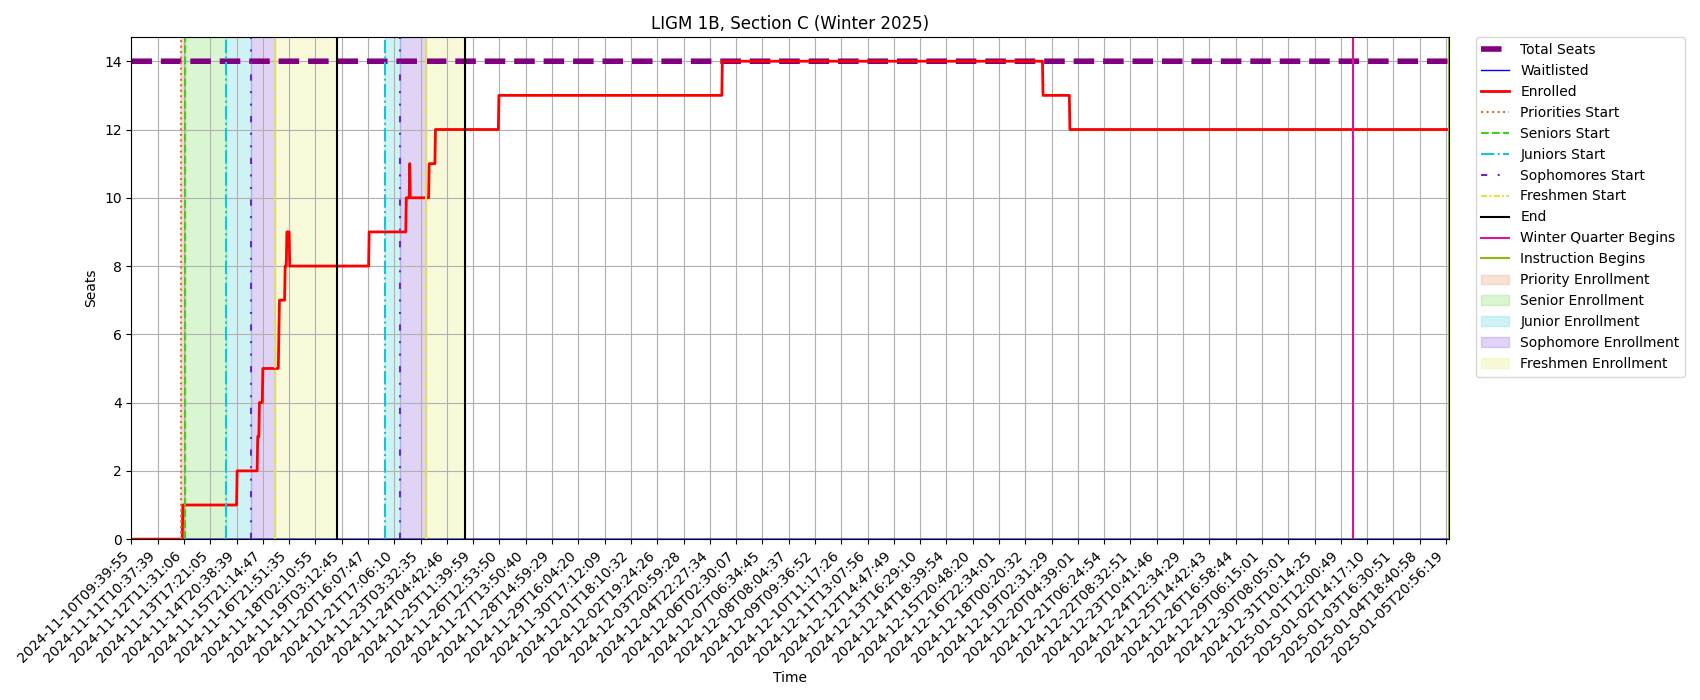 LIGM 1B, Section C (Winter 2025)
Seats
14
12
10
8
6
4
2
0
2024-11-10T09:39:55
2024-11-11T10:37:39
2024-11-12T11:31:06
2024-11-13T17:21:05
2024-11-14T20:38:39
2024-11-15T21:14:47
2024-11-16T21:51:35
2024-11-18T02:10:55
2024-11-19T03:12:45
2024-11-20T16:07:47
2024-11-21T17:06:10
2024-11-23T03:32:35
2024-11-24T04:42:46
2024-11-25T11:39:59
2024-11-26T12:53:50
2024-11-27T13:50:40
2024-11-28T14:59:29
2024-11-29T16:04:20
2024-11-30T17:12:09
2024-12-01T18:10:32
2024-12-02T19:24:26
2024-12-03T20:59:28
2024-12-04T22:27:34
2024-12-06T02:30:07
2024-12-07T06:34:45
2024-12-08T08:04:37
2024-12-09T09:36:52
2024-12-10T11:17:26
2024-12-11T13:07:56
2024-12-12T14:47:49
2024-12-13T16:29:10
2024-12-14T18:39:54
2024-12-15T20:48:20
2024-12-16T22:34:01
2024-12-18T00:20:32
2024-12-19T02:31:29
2024-12-20T04:39:01
2024-12-21T06:24:54
2024-12-22T08:32:51
2024-12-23T10:41:46
2024-12-24T12:34:29
2024-12-25T14:42:43
2024-12-26T16:58:44
2024-12-29T06:15:01
2024-12-30T08:05:01
2024-12-31T10:14:25
2025-01-01T12:00:49
2025-01-02T14:17:10
2025-01-03T16:30:51
2025-01-04T18:40:58
2025-01-05T20:56:19
Time
Total Seats
Waitlisted
Enrolled
Priorities Start
Seniors Start
Juniors Start
Sophomores Start
Freshmen Start
End
Winter Quarter Begins
Instruction Begins
Priority Enrollment
Senior Enrollment
Junior Enrollment
Sophomore Enrollment
Freshmen Enrollment